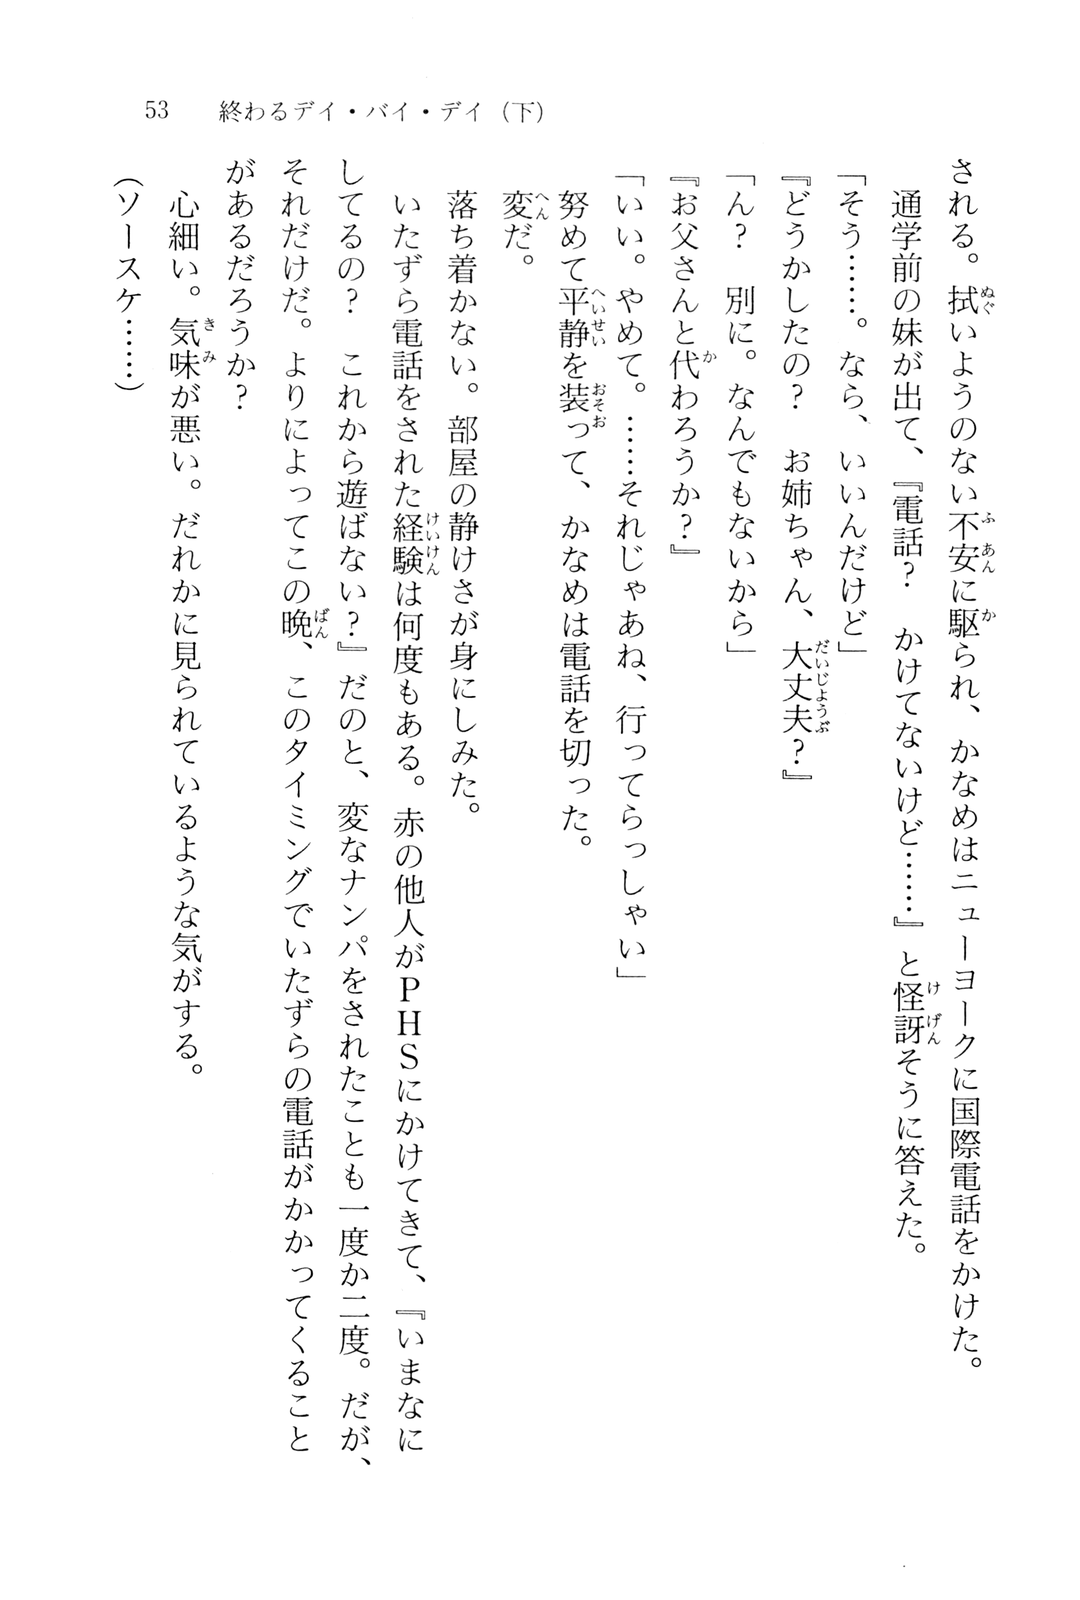 53　終わるデイ・バイ・デイ（下）
される。拭いようのない不安に駆られ、かなめはニューヨークに国際電話をかけた。
　通学前の妹が出て、『電話？　かけてないけど……』と怪訝そうに答えた。
「そう……。なら、いいんだけど」
『どうかしたの？　お姉ちゃん、大丈夫？』
「ん？　別に。なんでもないから」
『お父さんと代わろうか？』
「いい。やめて。……それじゃあね、行ってらっしゃい」
　努めて平静を装って、かなめは電話を切った。
　変だ。
　落ち着かない。部屋の静けさが身にしみた。
　いたずら電話をされた経験は何度もある。赤の他人がＰＨＳにかけてきて、『いまなに
してるの？　これから遊ばない？』だのと、変なナンパをされたことも一度か二度。だが、
それだけだ。よりによってこの晩、このタイミングでいたずらの電話がかかってくること
があるだろうか？
　心細い。気味が悪い。だれかに見られているような気がする。
（ソースケ……）